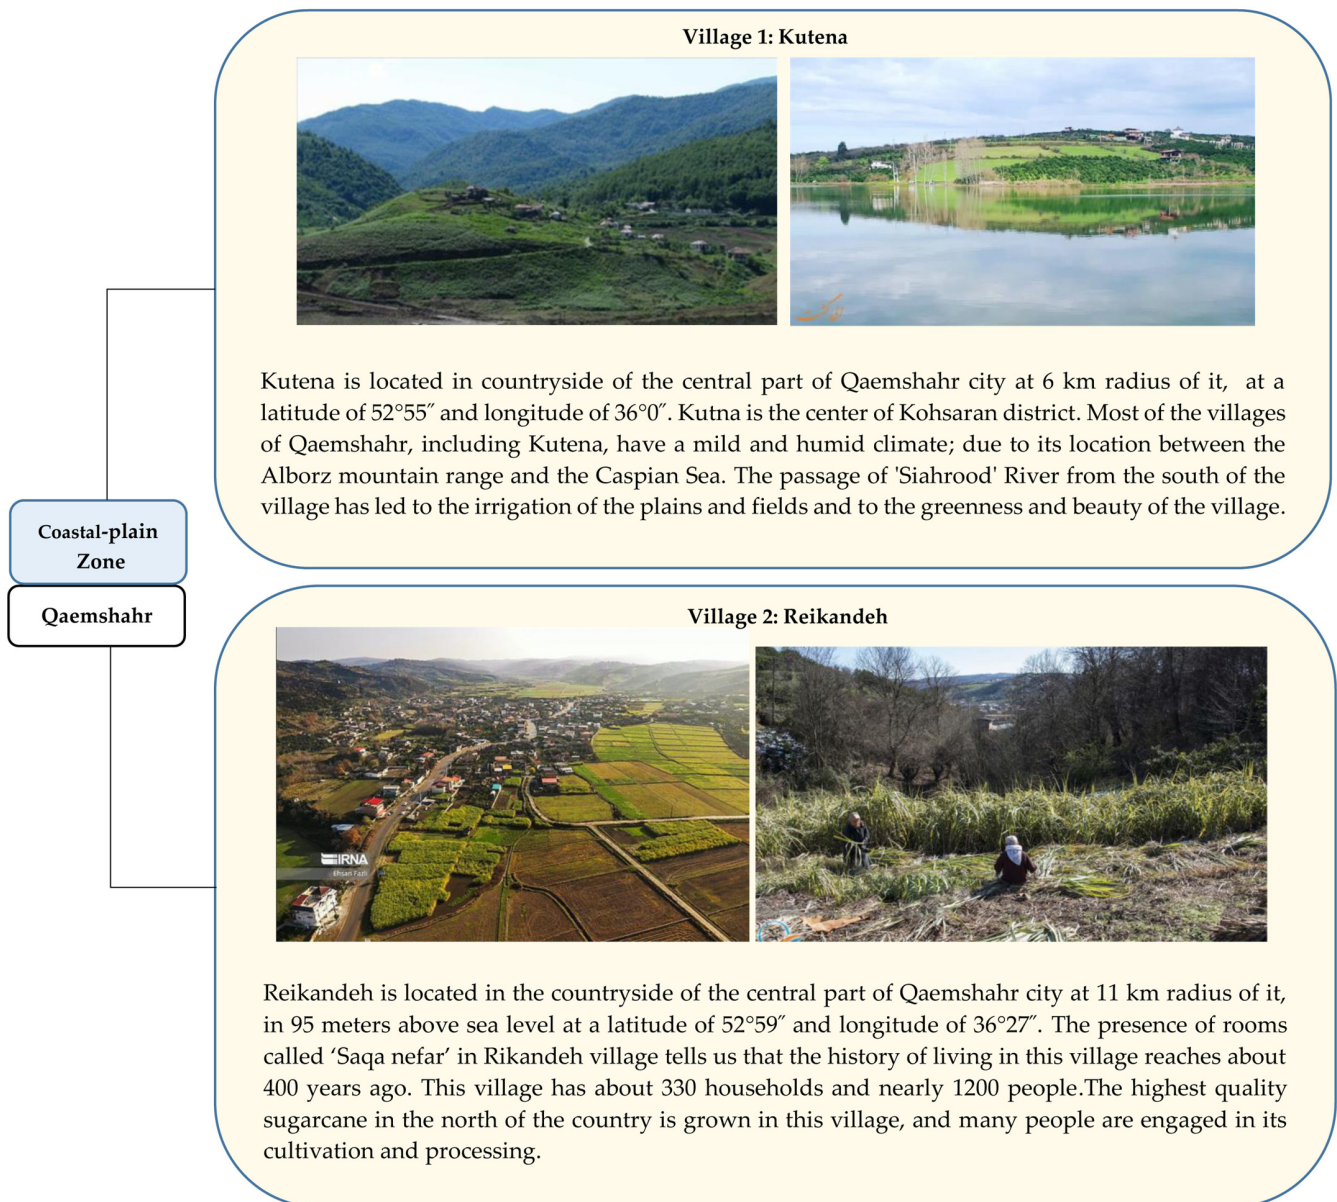 Village 1: Kutena
Kutena is located in countryside of the central part of Qaemshahr city at 6 km radius of it, at a
latitude of 52°55″ and longitude of 36°0″. Kutna is the center of Kohsaran district. Most of the villages
of Qaemshahr, including Kutena, have a mild and humid climate; due to its location between the
Alborz mountain range and the Caspian Sea. The passage of 'Siahrood' River from the south of the
village has led to the irrigation of the plains and fields and to the greenness and beauty of the village.
Coastal-plain
Zone
Qaemshahr
Village 2: Reikandeh
IRNA
Ehsan Fazli
Reikandeh is located in the countryside of the central part of Qaemshahr city at 11 km radius of it,
in 95 meters above sea level at a latitude of 52°59″ and longitude of 36°27″. The presence of rooms
called ‘Saqa nefar’ in Rikandeh village tells us that the history of living in this village reaches about
400 years ago. This village has about 330 households and nearly 1200 people.The highest quality
sugarcane in the north of the country is grown in this village, and many people are engaged in its
cultivation and processing.